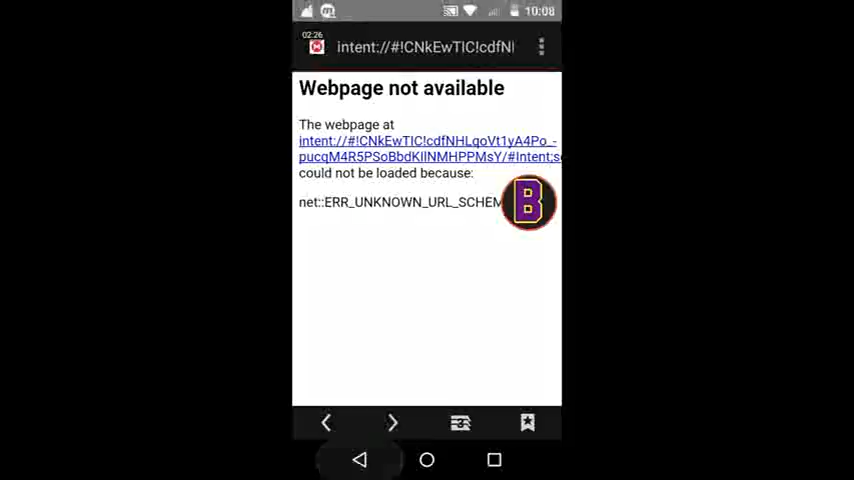 10:08
02:26
intent://#!CNkEwTIC!cdfNl
Webpage not available
The webpage at
intent://#!CNkEwTIC!cdfNHLqoVt1yA4Po_-
pucqM4R5PSoBbdKIlNMHPPMsY/#Intent;s
could not be loaded because:
net::ERR_UNKNOWN_URL_SCHEM
B